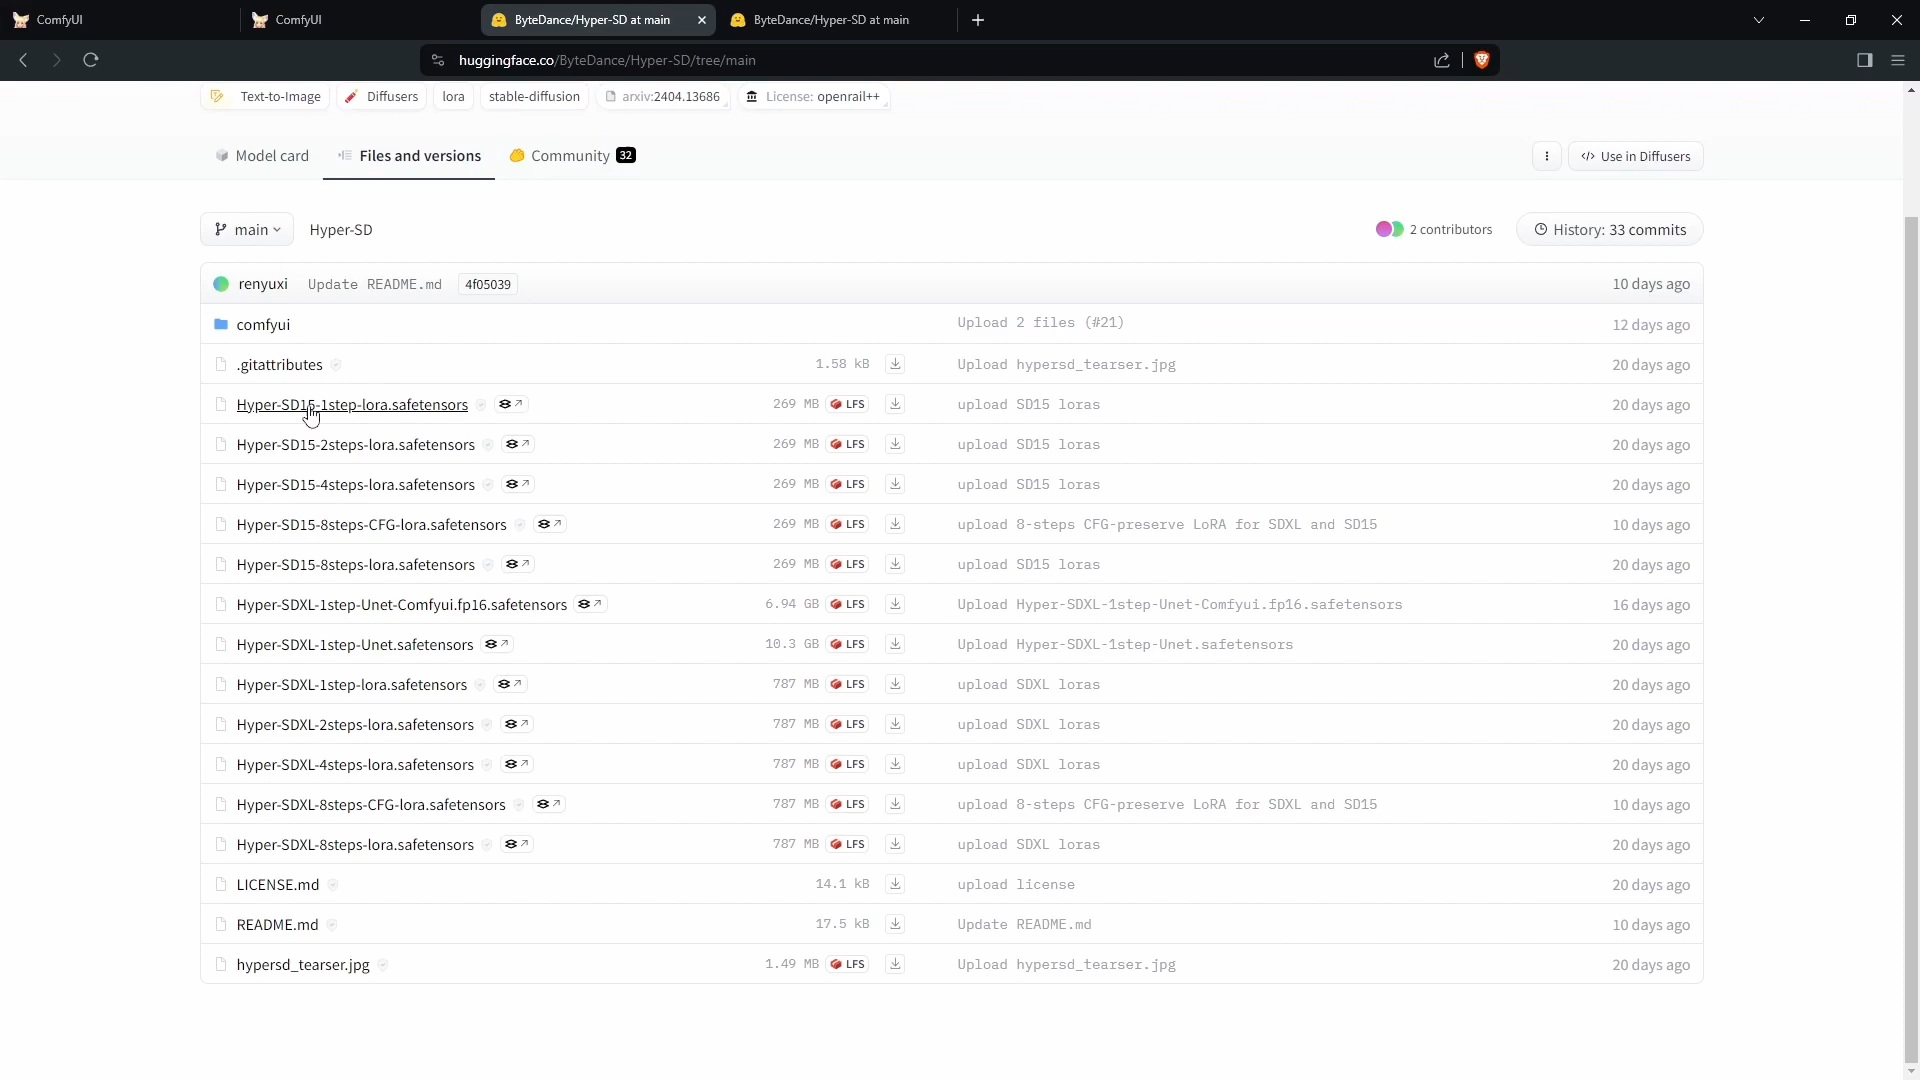 ComfyUI ComfyUI ByteDance/Hyper-SD at main ByteDance/Hyper-SD at main
huggingface.co/ByteDance/Hyper-SD/tree/main
Text-to-Image Diffusers lora stable-diffusion arxiv:2404.13686 License: openrail++
Model card Files and versions Community 32 Use in Diffusers
main Hyper-SD 2 contributors History: 33 commits
renyuxi Update README.md 4f05039 10 days ago
comfyui Upload 2 files (#21) 12 days ago
.gitattributes 1.58 kB Upload hypersd_tearser.jpg 20 days ago
Hyper-SD15-1step-lora.safetensors 269 MB LFS upload SD15 loras 20 days ago
Hyper-SD15-2steps-lora.safetensors 269 MB LFS upload SD15 loras 20 days ago
Hyper-SD15-4steps-lora.safetensors 269 MB LFS upload SD15 loras 20 days ago
Hyper-SD15-8steps-CFG-lora.safetensors 269 MB LFS upload 8-steps CFG-preserve LoRA for SDXL and SD15 10 days ago
Hyper-SD15-8steps-lora.safetensors 269 MB LFS upload SD15 loras 20 days ago
Hyper-SDXL-1step-Unet-Comfyui.fp16.safetensors 6.94 GB LFS Upload Hyper-SDXL-1step-Unet-Comfyui.fp16.safetensors 16 days ago
Hyper-SDXL-1step-Unet.safetensors 10.3 GB LFS Upload Hyper-SDXL-1step-Unet.safetensors 20 days ago
Hyper-SDXL-1step-lora.safetensors 787 MB LFS upload SDXL loras 20 days ago
Hyper-SDXL-2steps-lora.safetensors 787 MB LFS upload SDXL loras 20 days ago
Hyper-SDXL-4steps-lora.safetensors 787 MB LFS upload SDXL loras 20 days ago
Hyper-SDXL-8steps-CFG-lora.safetensors 787 MB LFS upload 8-steps CFG-preserve LoRA for SDXL and SD15 10 days ago
Hyper-SDXL-8steps-lora.safetensors 787 MB LFS upload SDXL loras 20 days ago
LICENSE.md 14.1 kB upload license 20 days ago
README.md 17.5 kB Update README.md 10 days ago
hypersd_tearser.jpg 1.49 MB LFS Upload hypersd_tearser.jpg 20 days ago